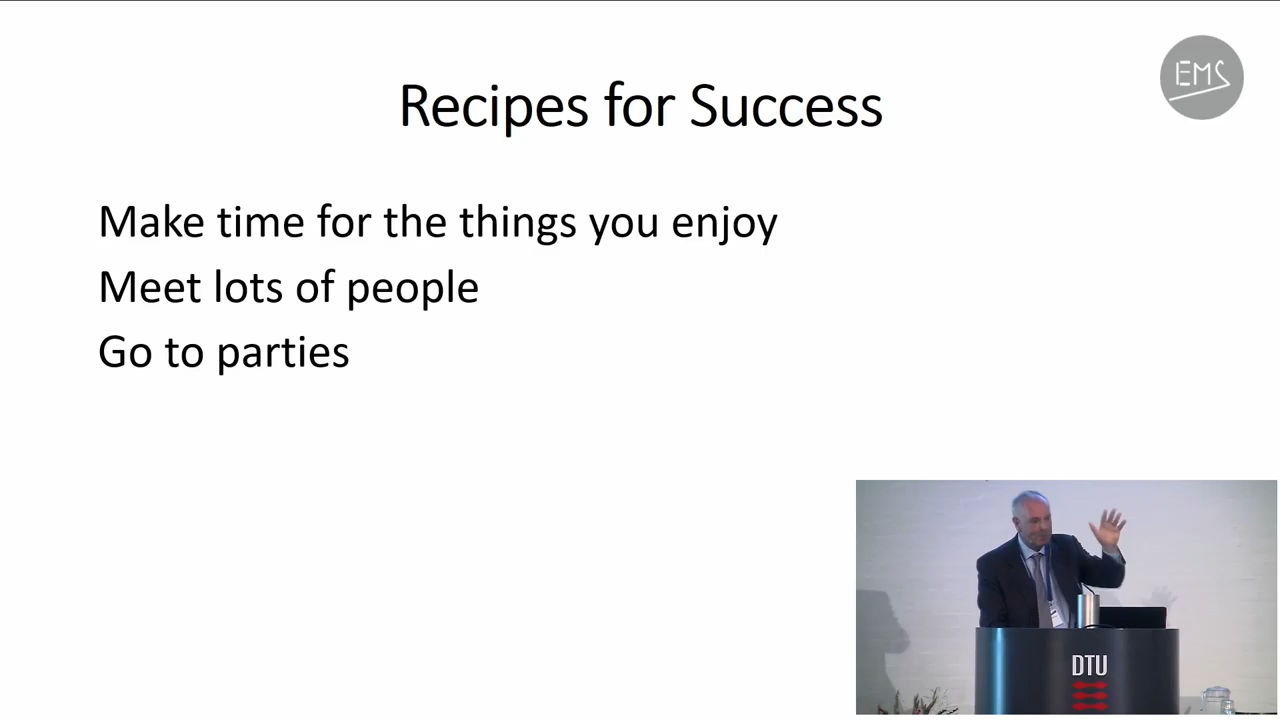 EMS
Recipes for Success
Make time for the things you enjoy
Meet lots of people
Go to parties
DTU